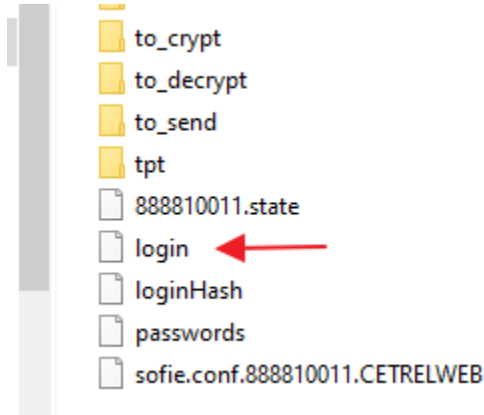 to_crypt
to_decrypt
to_send
tpt
888810011.state
login
loginHash
passwords
sofie.conf.888810011.CETRELWEB